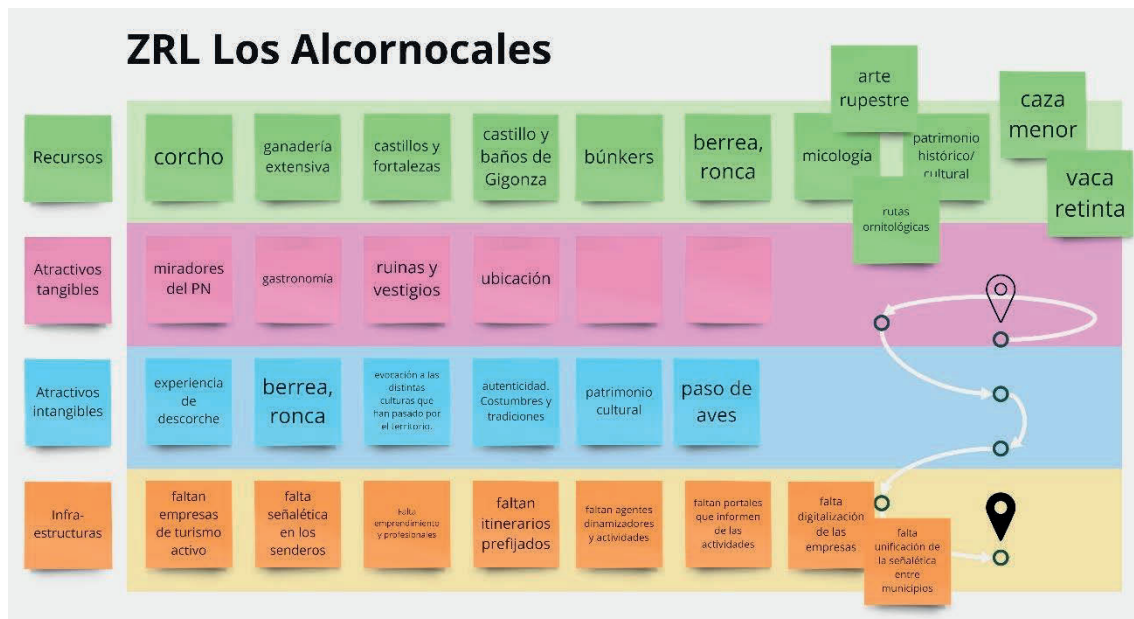 ZRL Los Alcornocales
Recursos
corcho
ganadería
extensiva
castillos y
fortalezas
castillo y
baños de
Gigonza
búnkers
berrea,
ronca
micología
arte
rupestre
patrimonio
histórico/
cultural
rutas
ornitológicas
caza
menor
vaca
retinta
Atractivos
tangibles
miradores
del PN
gastronomía
ruinas y
vestigios
ubicación
Atractivos
intangibles
experiencia
de
descorche
berrea,
ronca
evocación a las
distintas
culturas que
han pasado por
el territorio.
autenticidad.
Costumbres y
tradiciones
patrimonio
cultural
paso de
aves
Infra-
estructuras
faltan
empresas
de turismo
activo
falta
señalética
en los
senderos
Falta
emprendimiento
y profesionales
faltan
itinerarios
prefijados
faltan agentes
dinamizadores
y actividades
faltan portales
que informen
de las
actividades
falta
digitalización
de las
empresas
falta
unificación de
la señalética
entre
municipios